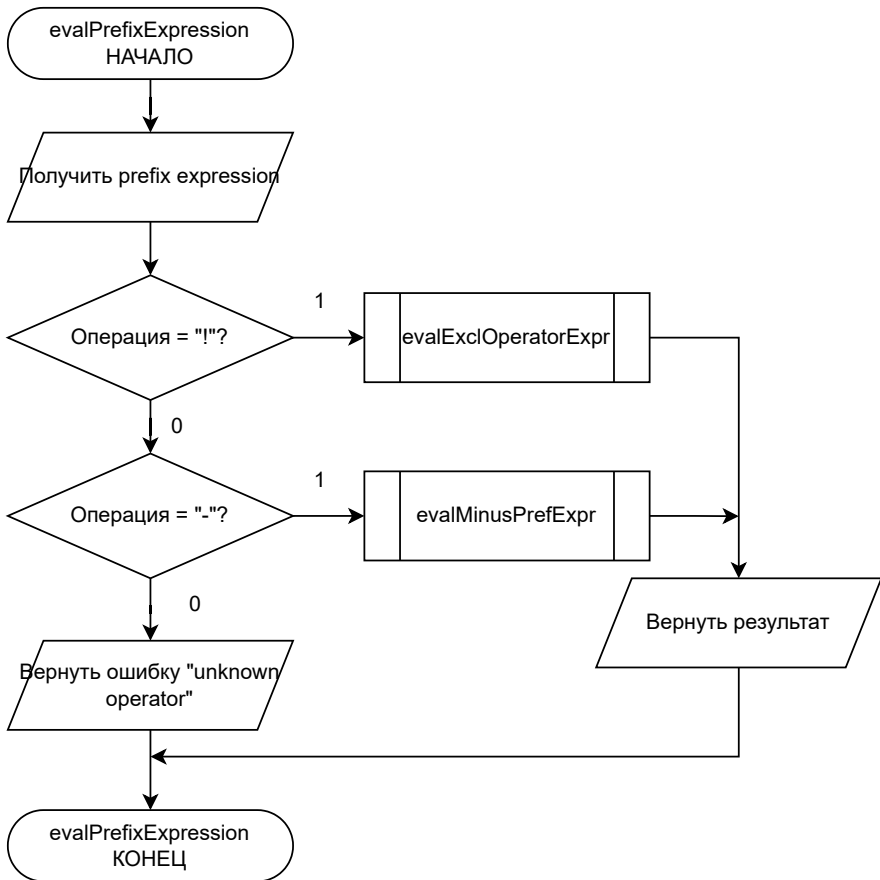 evalPrefixExpression
НАЧАЛО
Получить prefix expression
Операция = "!"?
1
evalExclOperatorExpr
0
Операция = "-"?
1
evalMinusPrefExpr
0
Вернуть результат
Вернуть ошибку "unknown
operator"
evalPrefixExpression
КОНЕЦ